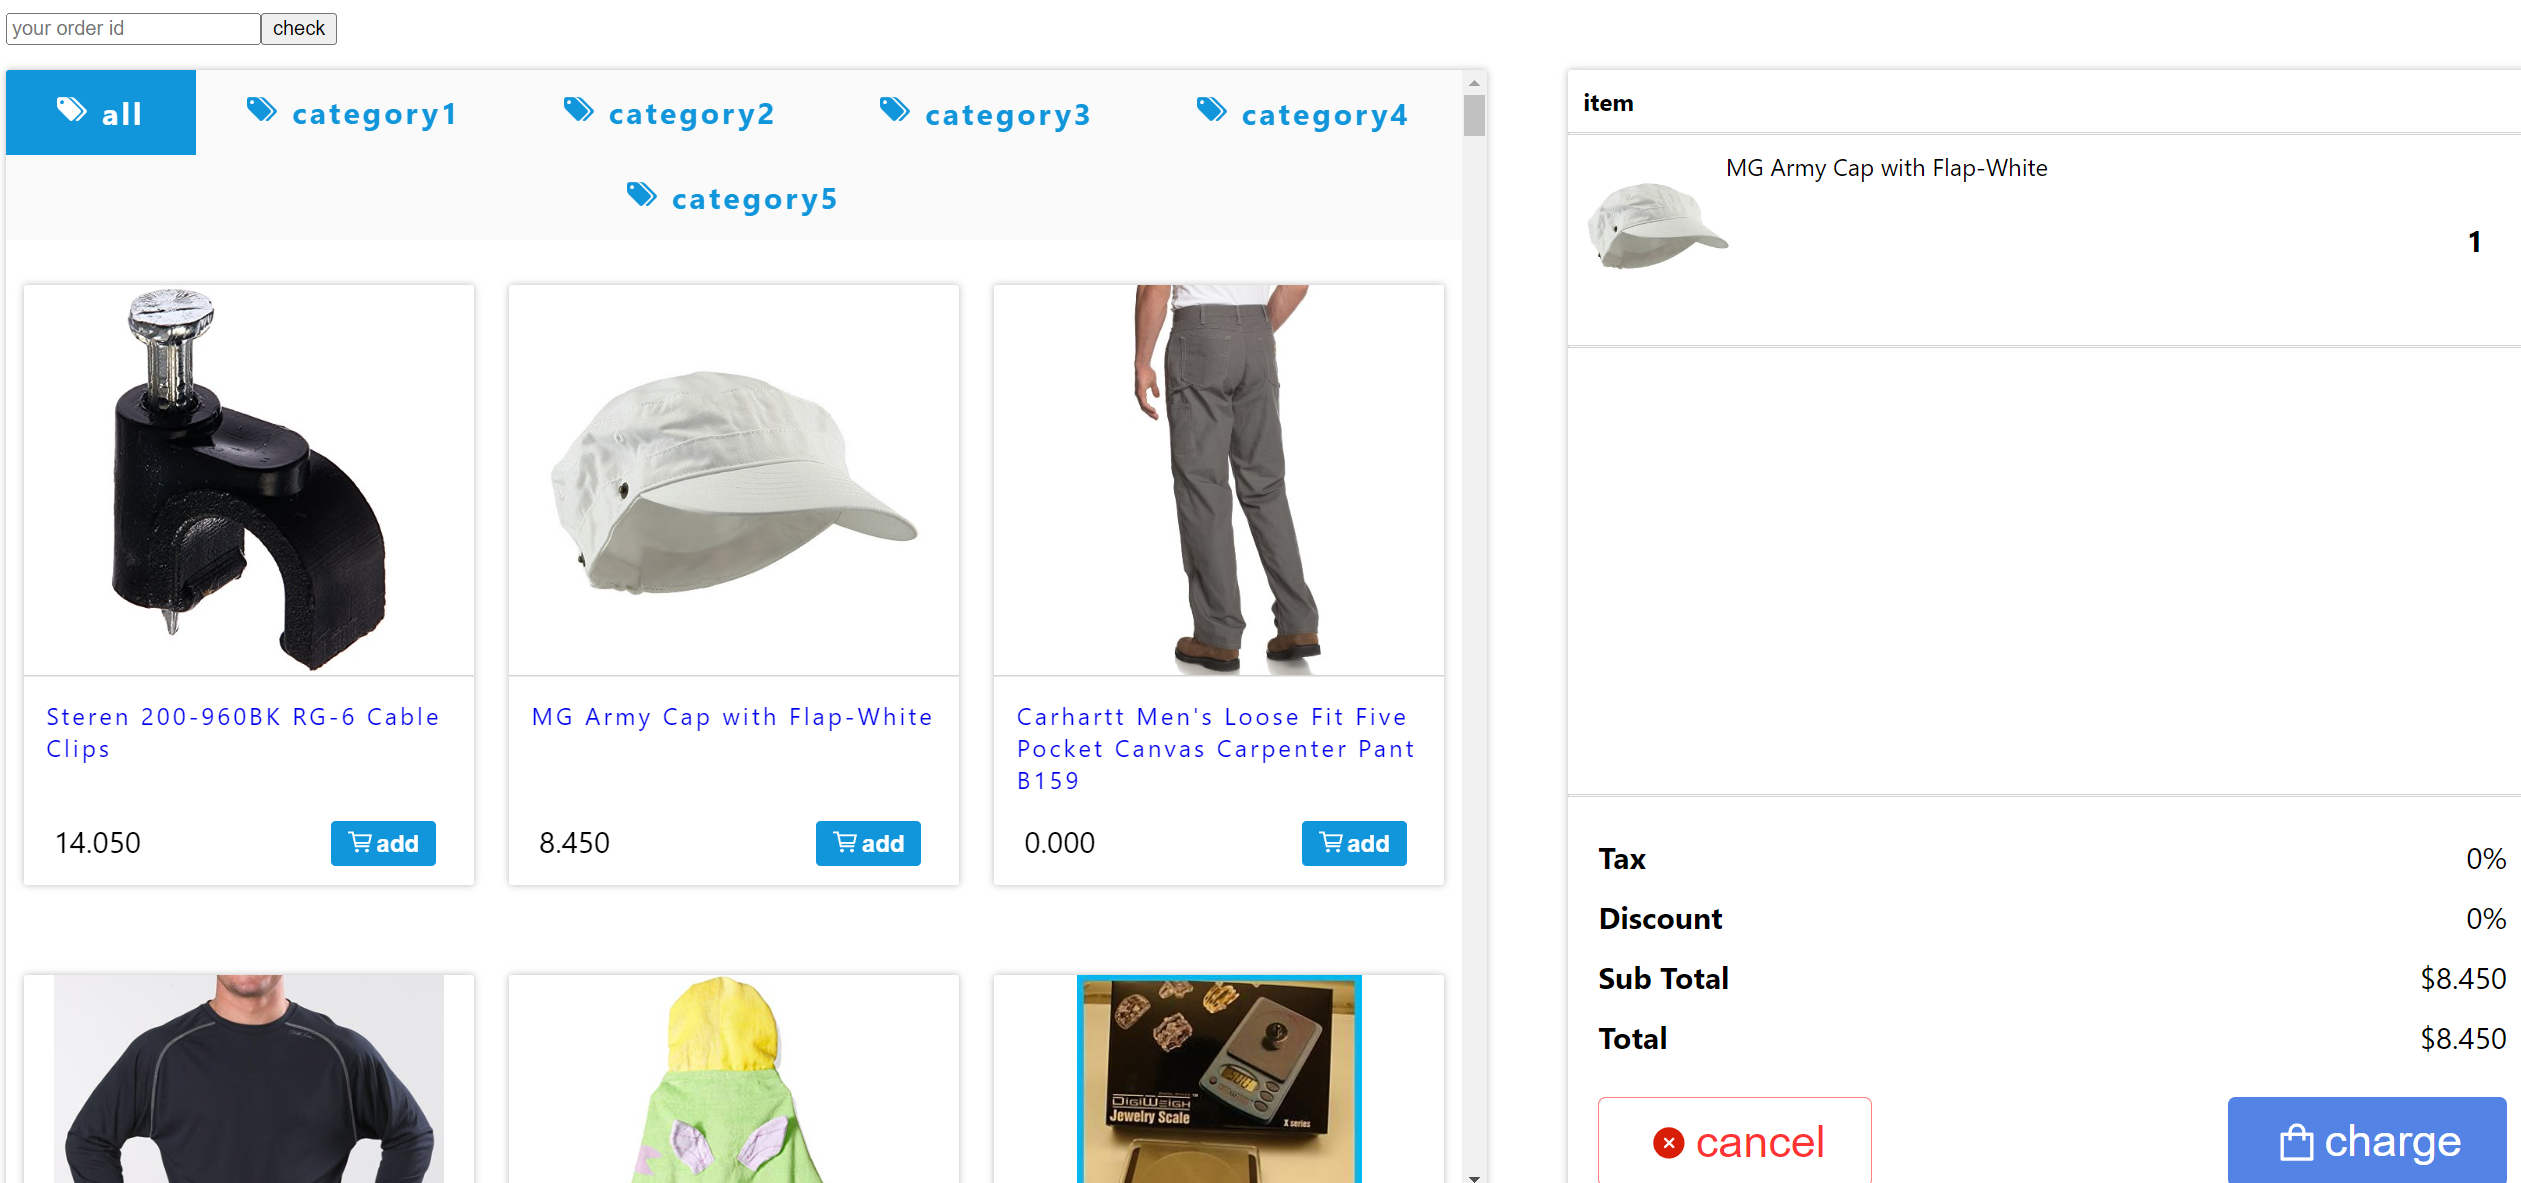 your order id check
all
category1
category2
category3
category4
category5
Steren 200-960BK RG-6 Cable
Clips
14.050
add
MG Army Cap with Flap-White
8.450
add
Carhartt Men's Loose Fit Five
Pocket Canvas Carpenter Pant
B159
0.000
add
DIGIWEIGH™
Jewelry Scale
X series
item
MG Army Cap with Flap-White
1
Tax 0%
Discount 0%
Sub Total $8.450
Total $8.450
cancel
charge